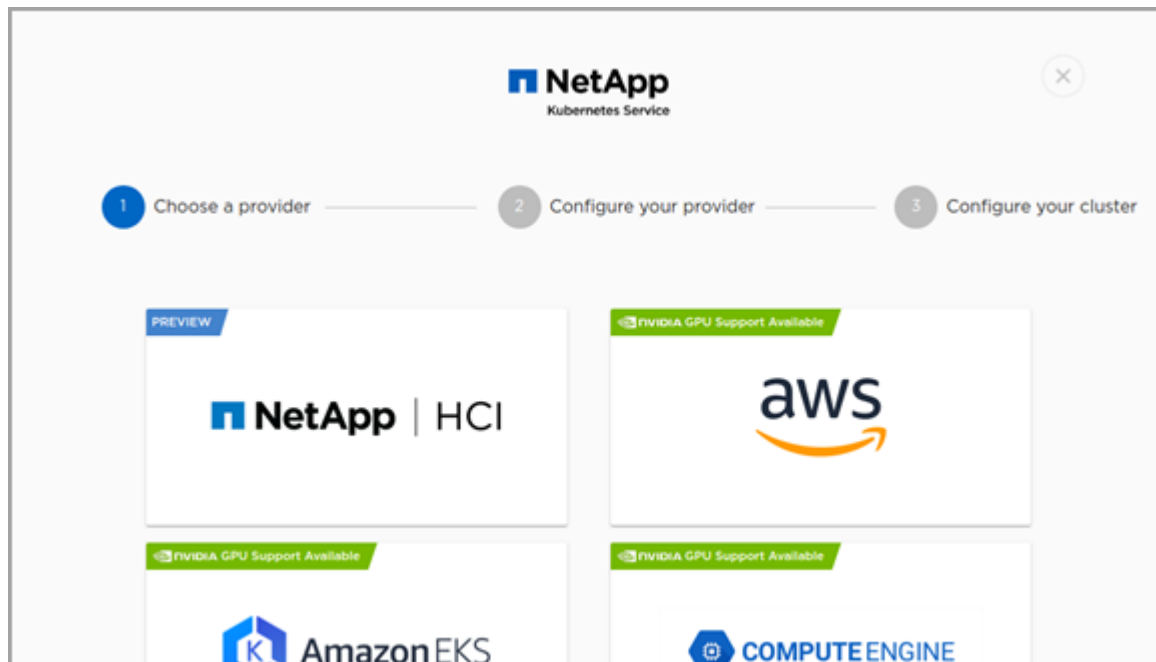 NetApp
Kubernetes Service
1 Choose a provider 2 Configure your provider 3 Configure your cluster
PREVIEW
NetApp | HCI
NVIDIA GPU Support Available
aws
NVIDIA GPU Support Available
Amazon EKS
NVIDIA GPU Support Available
COMPUTE ENGINE